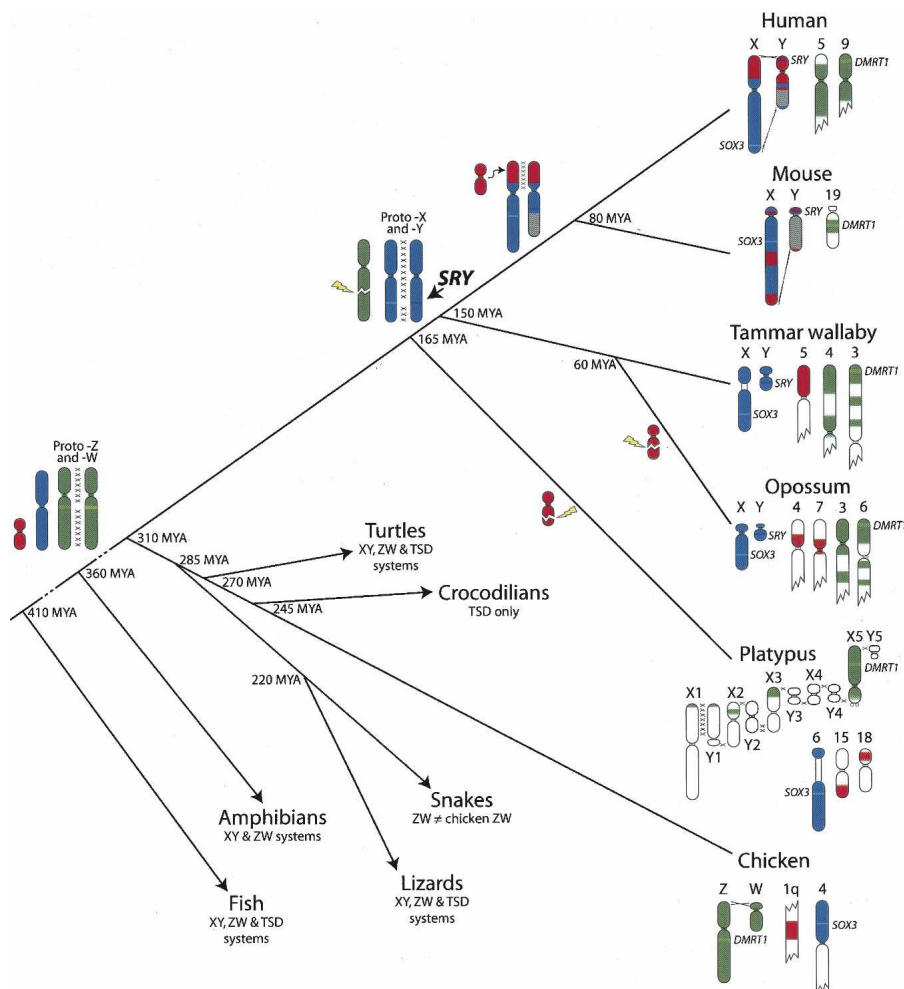 Human
X Y 5 9
SRY
DMRT1
SOX3
Mouse
X Y 19
SRY
DMRT1
SOX3
80 MYA
Proto -X
and -Y
SRY
150 MYA
165 MYA
Tammar wallaby
X Y 5 4 3
DMRT1
SRY
SOX3
60 MYA
Opossum
X Y 4 7 3 6
DMRT1
SRY
SOX3
Proto -Z
and -W
310 MYA
285 MYA
270 MYA
245 MYA
360 MYA
410 MYA
220 MYA
Turtles
XY, ZW & TSD
systems
Crocodilians
TSD only
Platypus
X5 Y5
DMRT1
X1 X2 X3 X4
Y1 Y2 Y3 Y4
6 15 18
SOX3
Snakes
ZW ≠ chicken ZW
Amphibians
XY & ZW systems
Lizards
XY, ZW & TSD
systems
Fish
XY, ZW & TSD
systems
Chicken
Z W 1q 4
DMRT1
SOX3